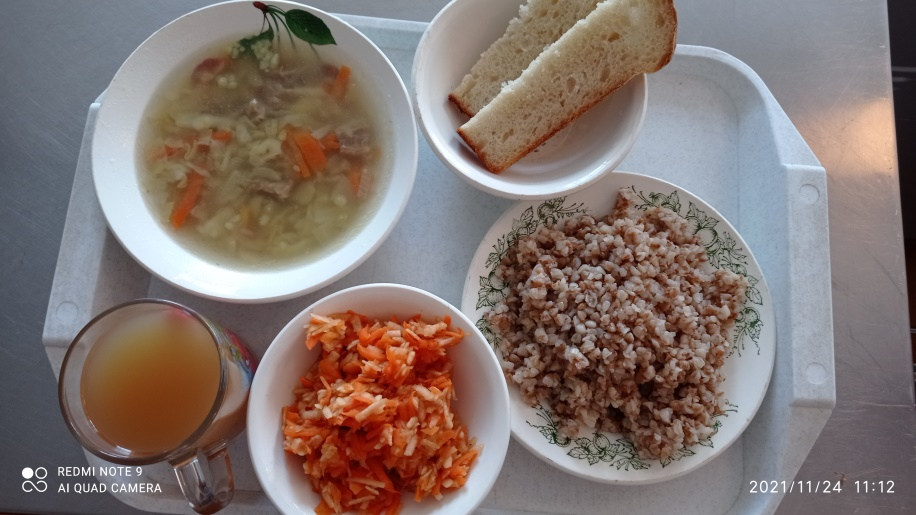 REDMI NOTE 9
AI QUAD CAMERA
2021/11/24 11:12